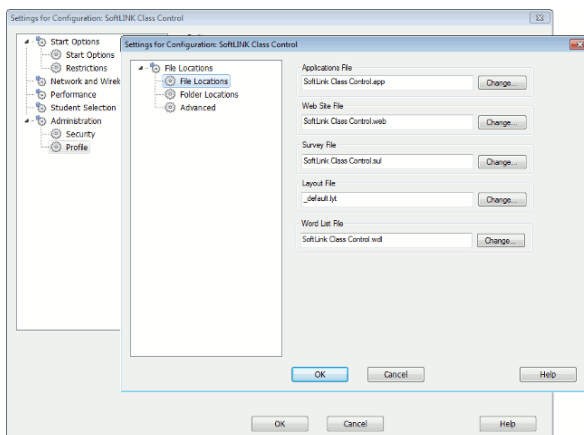 Settings for Configuration: SoftLINK Class Control
Start Options
Start Options
Restrictions
Network and Wirel
Performance
Student Selection
Administration
Security
Profile
Settings for Configuration: SoftLINK Class Control
File Locations
File Locations
Folder Locations
Advanced
Applications File
SoftLink Class Control.app
Change...
Web Site File
SoftLink Class Control.web
Change...
Survey File
SoftLink Class Control.sul
Change...
Layout File
_default.lyt
Change...
Word List File
SoftLink Class Control.wdl
Change...
OK Cancel Help
OK Cancel Help